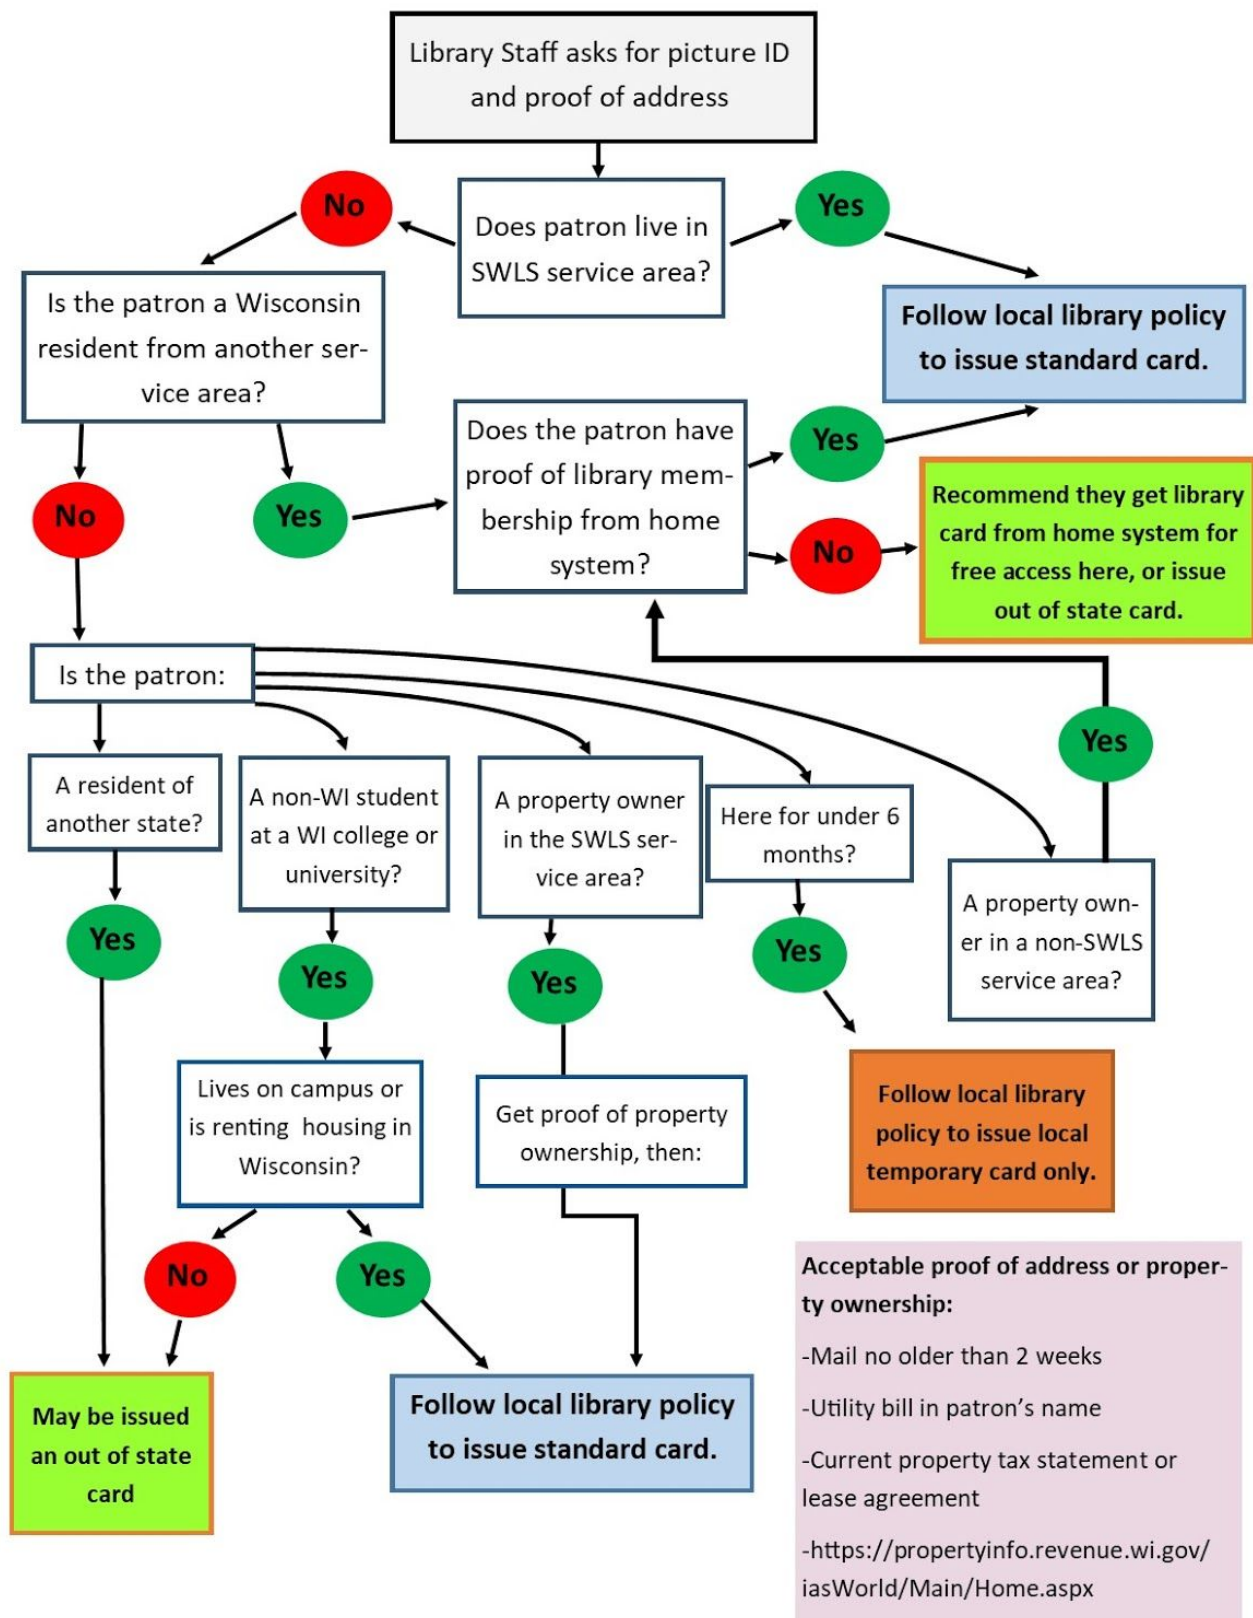 Library Staff asks for picture ID
and proof of address
No
Does patron live in
SWLS service area?
Yes
Is the patron a Wisconsin
resident from another ser-
vice area?
Follow local library policy
to issue standard card.
Does the patron have
proof of library mem-
bership from home
system?
Yes
No
Recommend they get library
card from home system for
free access here, or issue
out of state card.
No
Yes
Is the patron:
Yes
A resident of
another state?
A non-WI student
at a WI college or
university?
A property owner
in the SWLS ser-
vice area?
Here for under 6
months?
A property own-
er in a non-SWLS
service area?
Yes
Yes
Yes
Yes
Lives on campus or
is renting  housing in
Wisconsin?
Get proof of property
ownership, then:
Follow local library
policy to issue local
temporary card only.
No
Yes
May be issued
an out of state
card
Follow local library policy
to issue standard card.
Acceptable proof of address or proper-
ty ownership:
-Mail no older than 2 weeks
-Utility bill in patron’s name
-Current property tax statement or
lease agreement
-https://propertyinfo.revenue.wi.gov/
iasWorld/Main/Home.aspx